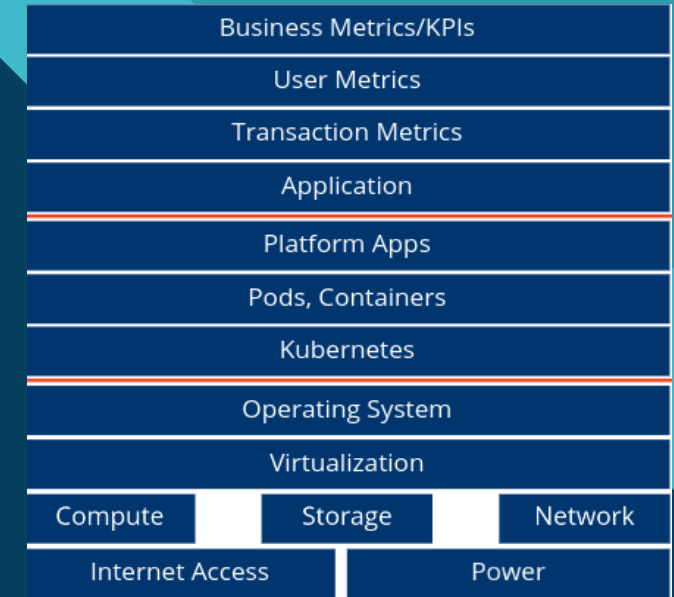 Business Metrics/KPIs
User Metrics
Transaction Metrics
Application
Platform Apps
Pods, Containers
Kubernetes
Operating System
Virtualization
Compute
Storage
Network
Internet Access
Power